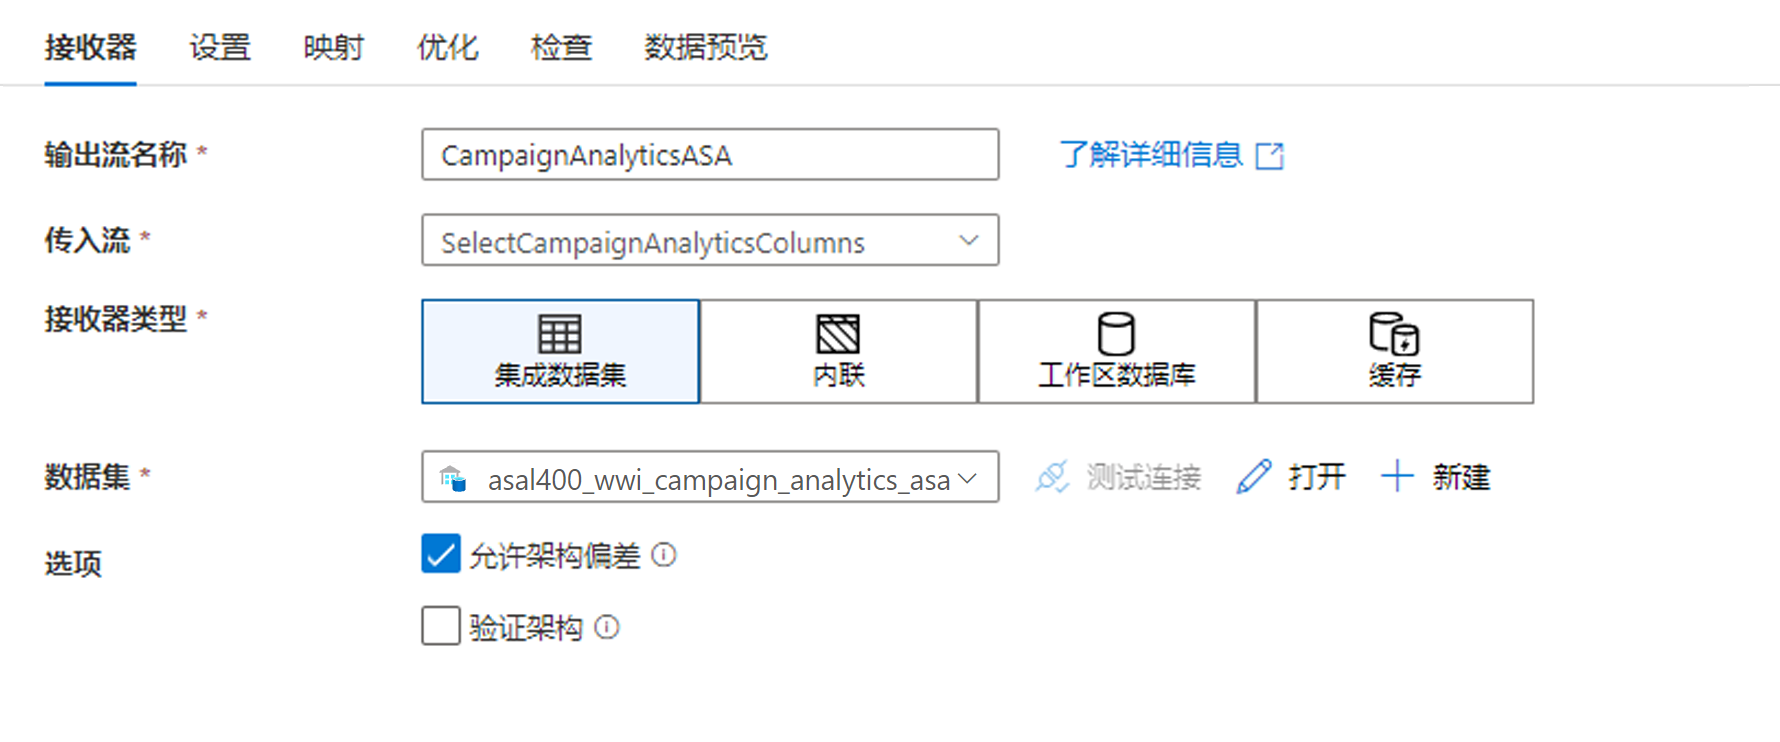 接收器 设置 映射 优化 检查 数据预览
输出流名称 * CampaignAnalyticsASA 了解详细信息
传入流 * SelectCampaignAnalyticsColumns
接收器类型 * 集成数据集 内联 工作区数据库 缓存
数据集 * asal400_wwi_campaign_analytics_asa 测试连接 打开 新建
选项 允许架构偏差
验证架构